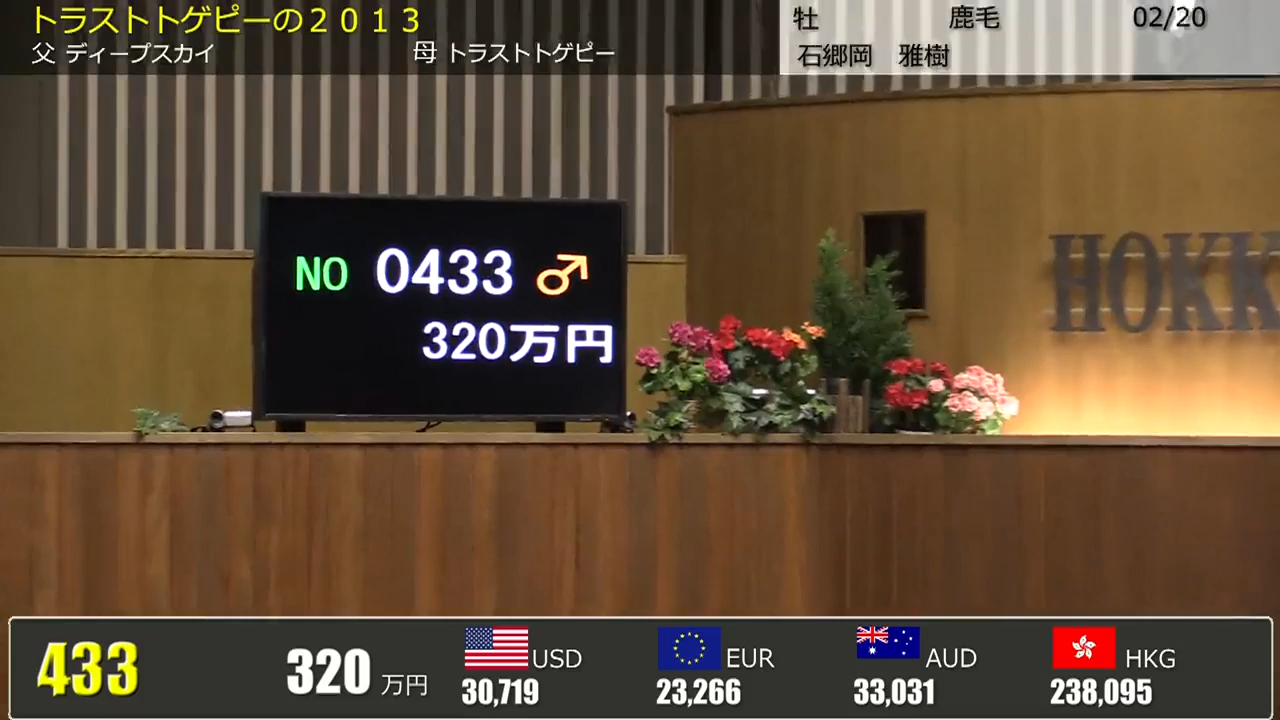 トラストトゲピーの２０１３
父 ディープスカイ 母 トラストトゲピー
牡 鹿毛 02/20
石郷岡 雅樹
NO 0433 ♂
320万円
HOKK
433 320 万円
USD 30,719
EUR 23,266
AUD 33,031
HKG 238,095